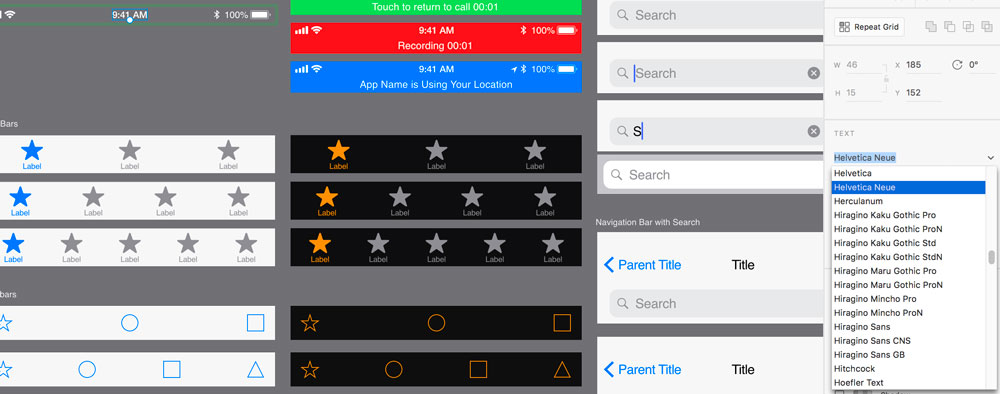 9:41 AM
100%
Bars
Label
Label
Label
Label
Label
Label
Label
Label
Label
Label
Label
Label
bars
Touch to return to call 00:01
9:41 AM
100%
Recording 00:01
9:41 AM
100%
App Name is Using Your Location
Label
Label
Label
Label
Label
Label
Label
Label
Label
Label
Label
Label
Search
Search
S
Search
Navigation Bar with Search
Parent Title
Title
Search
Parent Title
Title
Repeat Grid
W 46 X 185 0°
H 15 Y 152
TEXT
Helvetica Neue
Helvetica
Helvetica Neue
Herculanum
Hiragino Kaku Gothic Pro
Hiragino Kaku Gothic ProN
Hiragino Kaku Gothic Std
Hiragino Kaku Gothic StdN
Hiragino Maru Gothic Pro
Hiragino Maru Gothic ProN
Hiragino Mincho Pro
Hiragino Mincho ProN
Hiragino Sans
Hiragino Sans CNS
Hiragino Sans GB
Hitchcock
Hoefler Text